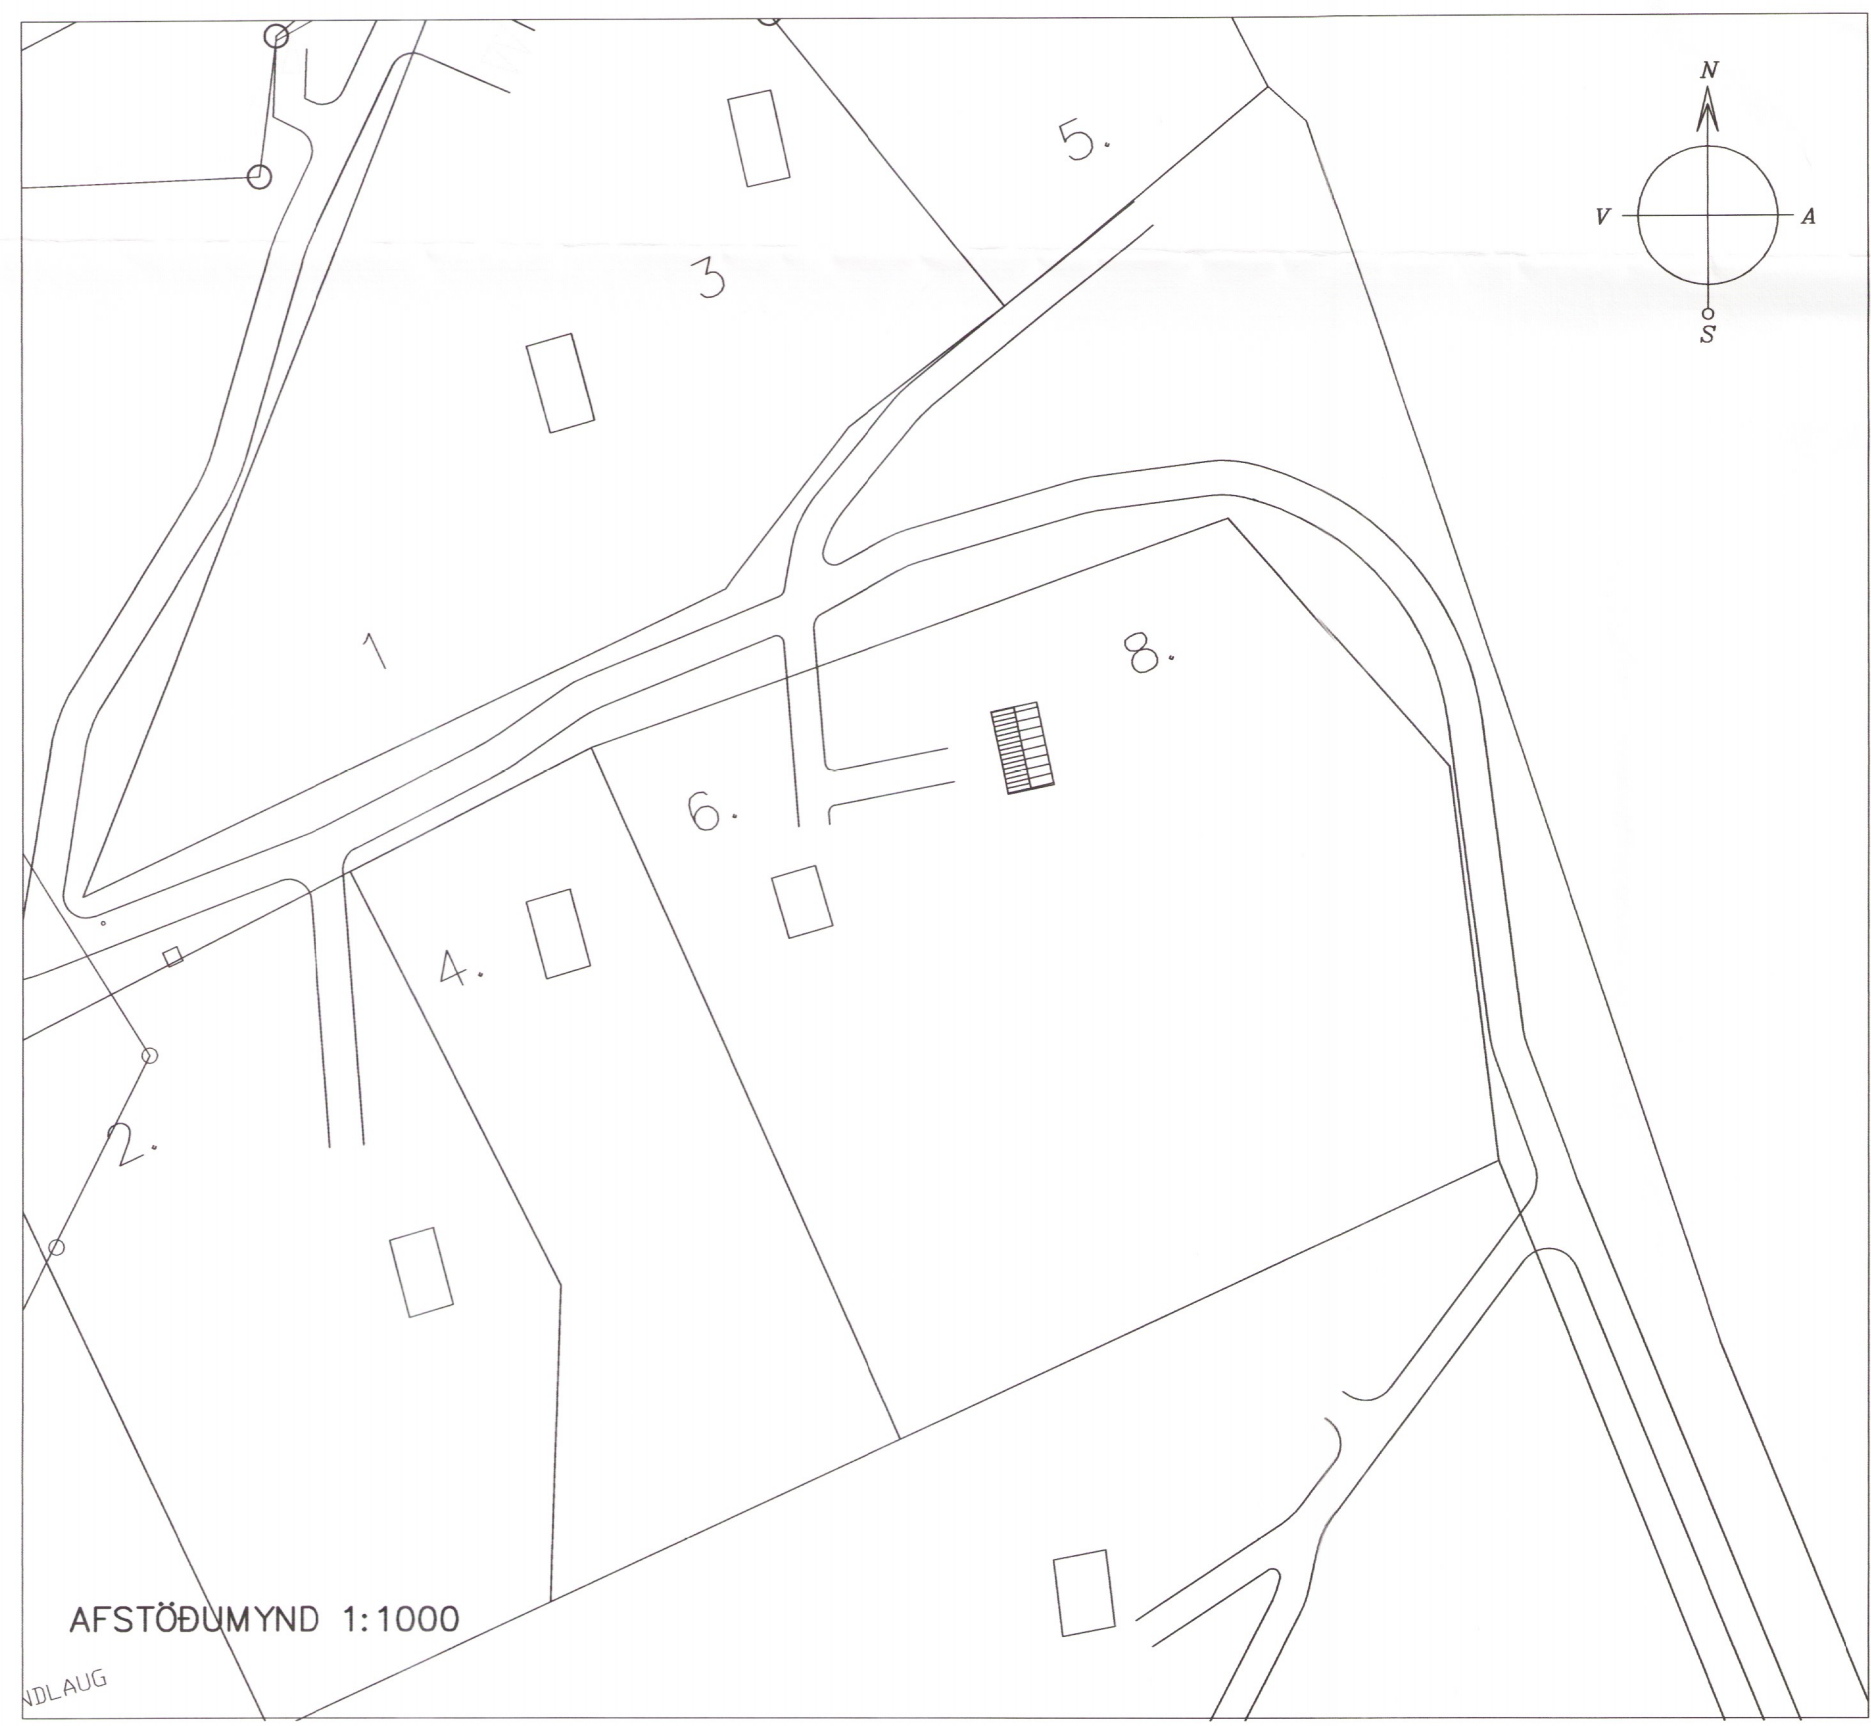 N
5.
V A
3
S
1
8.
6.
4.
2.
AFSTÖÐUMYND 1:1000
NDLAUG